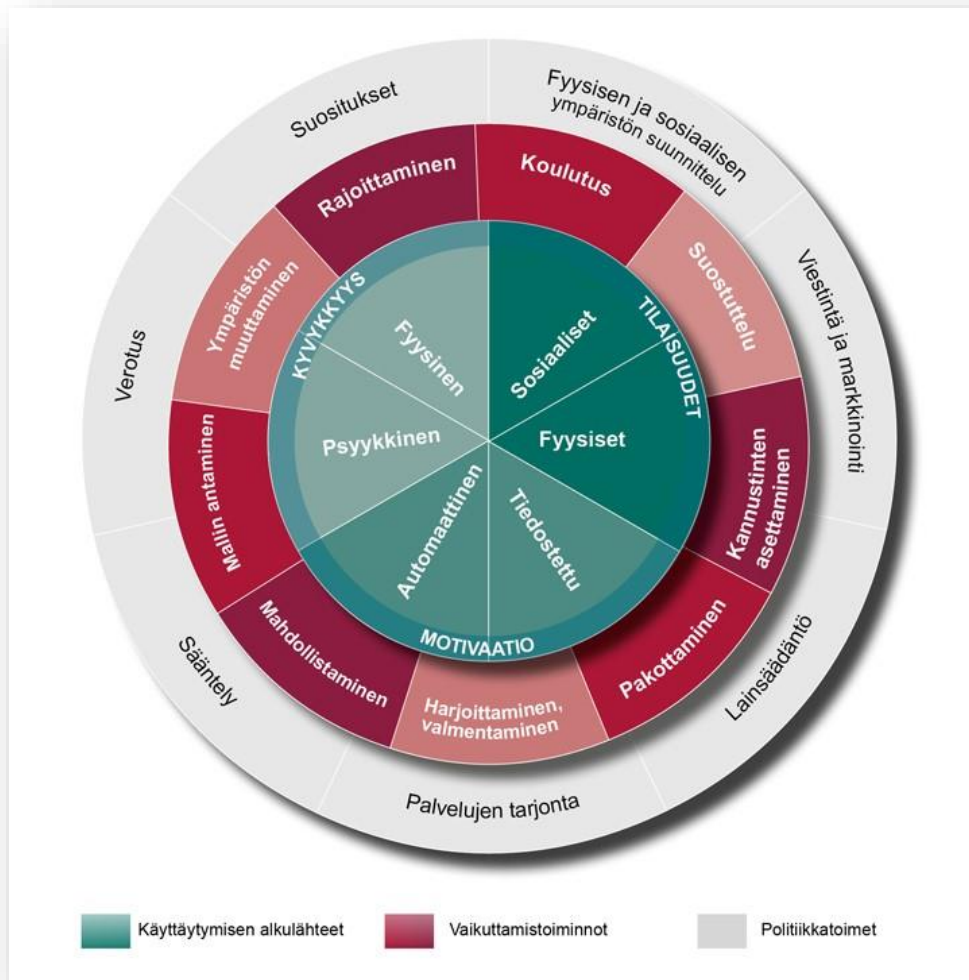 Suositukset
Fyysisen ja sosiaalisen
ympäristön suunnittelu
Viestintä ja markkinointi
Lainsäädäntö
Palvelujen tarjonta
Sääntely
Verotus
Rajoittaminen
Koulutus
Suostuttelu
Kannustinten
asettaminen
Pakottaminen
Harjoittaminen,
valmentaminen
Mahdollistaminen
Mallin antaminen
Ympäristön
muuttaminen
KYVYKKYYS
TILAISUUDET
MOTIVAATIO
Fyysinen
Sosiaaliset
Fyysiset
Tiedostettu
Automaattinen
Psyykkinen
Käyttäytymisen alkulähteet
Vaikuttamistoiminnot
Politiikkatoimet